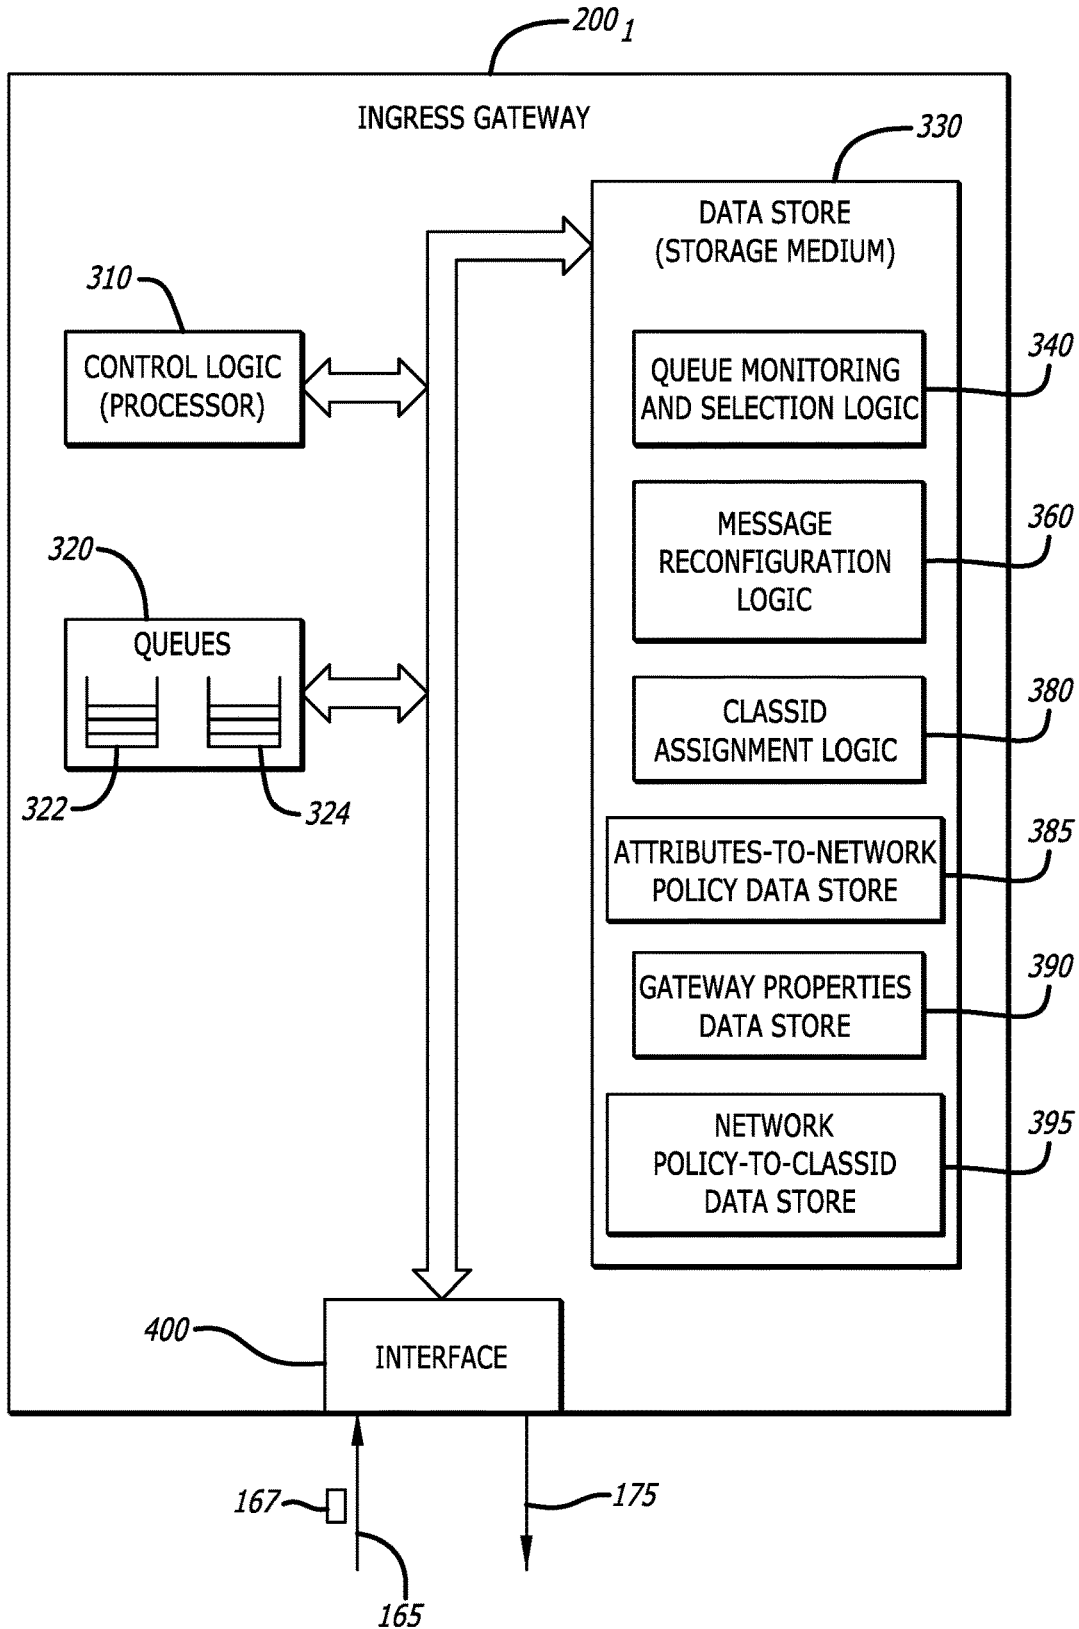 200 1
INGRESS GATEWAY
330
DATA STORE
(STORAGE MEDIUM)
310
CONTROL LOGIC
(PROCESSOR)
340
QUEUE MONITORING
AND SELECTION LOGIC
360
MESSAGE
RECONFIGURATION
LOGIC
320
QUEUES
322
324
380
CLASSID
ASSIGNMENT LOGIC
385
ATTRIBUTES-TO-NETWORK
POLICY DATA STORE
390
GATEWAY PROPERTIES
DATA STORE
395
NETWORK
POLICY-TO-CLASSID
DATA STORE
400
INTERFACE
167
175
165